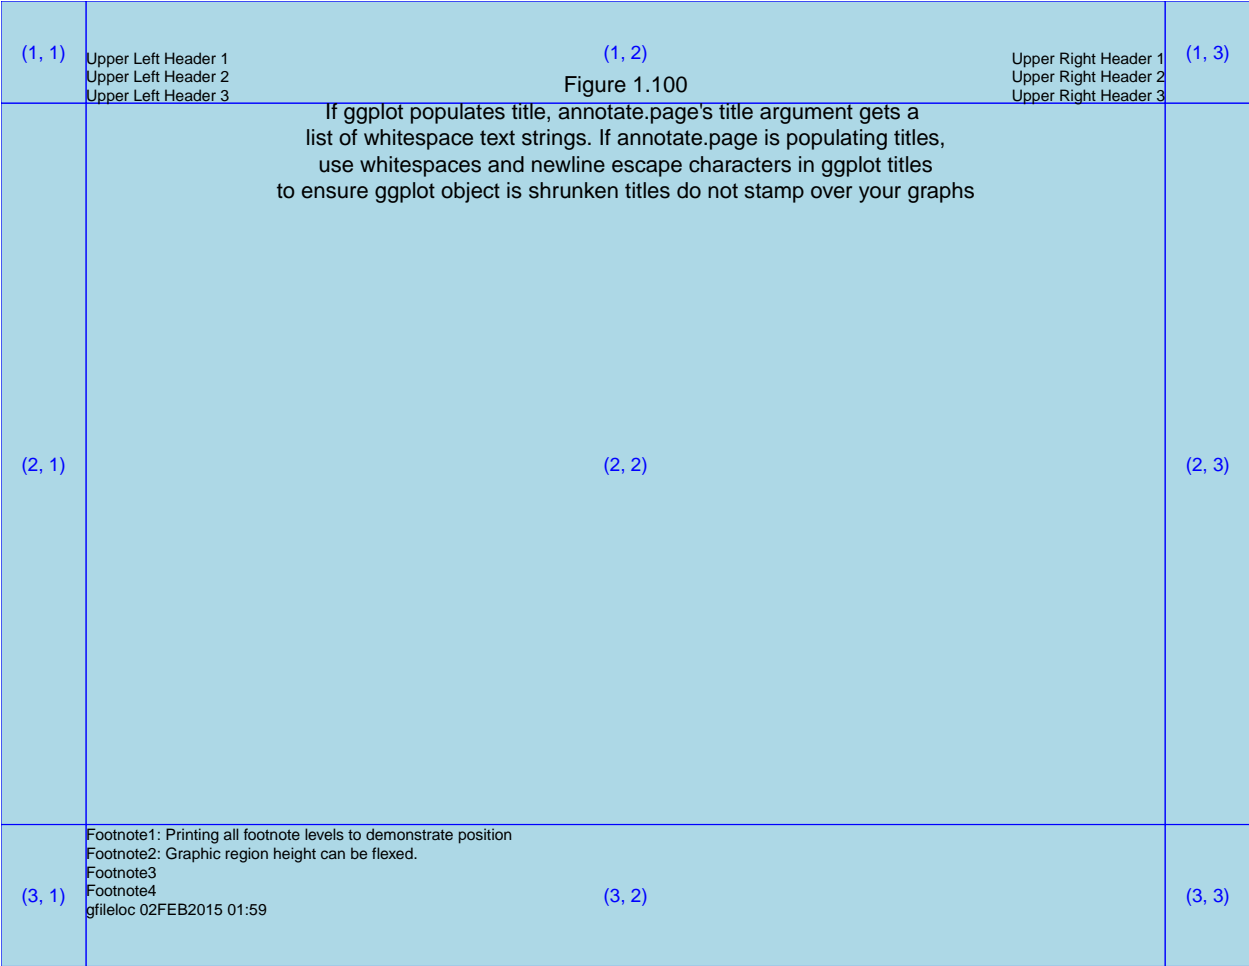 (1, 1)
Upper Left Header 1
Upper Left Header 2
Upper Left Header 3
(1, 2)
Figure 1.100
Upper Right Header 1
Upper Right Header 2
Upper Right Header 3
(1, 3)
If ggplot populates title, annotate.page's title argument gets a
list of whitespace text strings. If annotate.page is populating titles,
use whitespaces and newline escape characters in ggplot titles
to ensure ggplot object is shrunken titles do not stamp over your graphs
(2, 1)
(2, 2)
(2, 3)
Footnote1: Printing all footnote levels to demonstrate position
Footnote2: Graphic region height can be flexed.
Footnote3
Footnote4
gfileloc 02FEB2015 01:59
(3, 1)
(3, 2)
(3, 3)